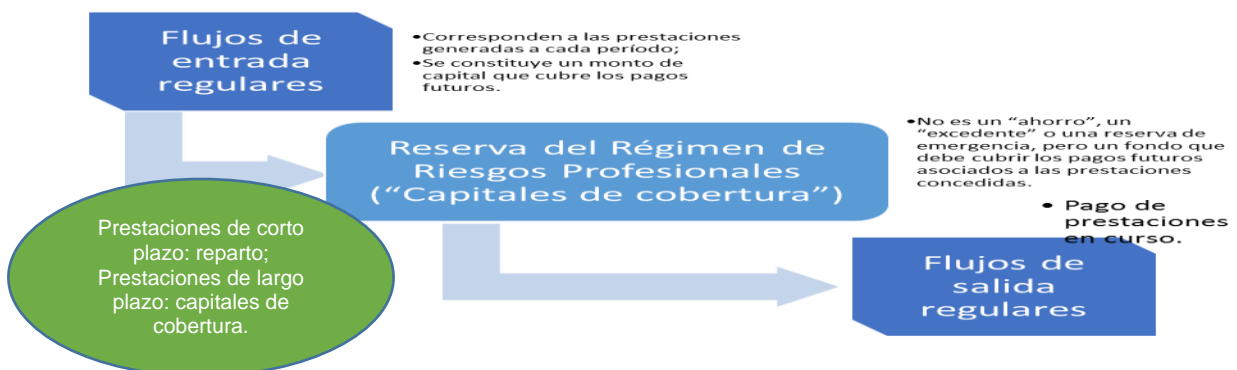 Flujos de
entrada
regulares
•Corresponden a las prestaciones
generadas a cada período;
•Se constituye un monto de
capital que cubre los pagos
futuros.
Reserva del Régimen de
Riesgos Profesionales
(“Capitales de cobertura”)
•No es un “ahorro”, un
“excedente” o una reserva de
emergencia, pero un fondo que
debe cubrir los pagos futuros
asociados a las prestaciones
concedidas.
Prestaciones de corto
plazo: reparto;
Prestaciones de largo
plazo: capitales de
cobertura.
• Pago de
prestaciones
en curso.
Flujos de
salida
regulares